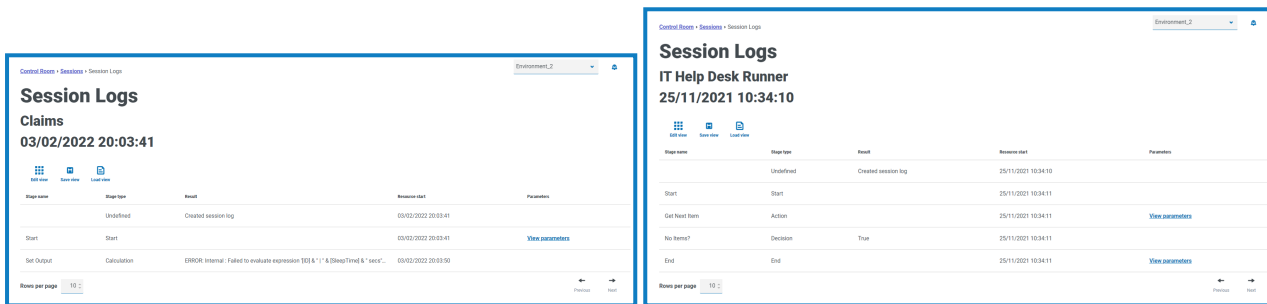 Control Room • Sessions • Session Logs
Environment_2
Session Logs
Claims
03/02/2022 20:03:41
Edit view Save view Load view
Stage name Stage type Result Resource start Parameters
Undefined Created session log 03/02/2022 20:03:41
Start Start 03/02/2022 20:03:41 View parameters
Set Output Calculation ERROR: Internal : Failed to evaluate expression '[ID] & " | " & [SleepTime] & " secs"... 03/02/2022 20:03:50
Rows per page 10 Previous Next
Control Room • Sessions • Session Logs
Environment_2
Session Logs
IT Help Desk Runner
25/11/2021 10:34:10
Edit view Save view Load view
Stage name Stage type Result Resource start Parameters
Undefined Created session log 25/11/2021 10:34:10
Start Start 25/11/2021 10:34:11
Get Next Item Action 25/11/2021 10:34:11 View parameters
No Items? Decision True 25/11/2021 10:34:11
End End 25/11/2021 10:34:11 View parameters
Rows per page 10 Previous Next